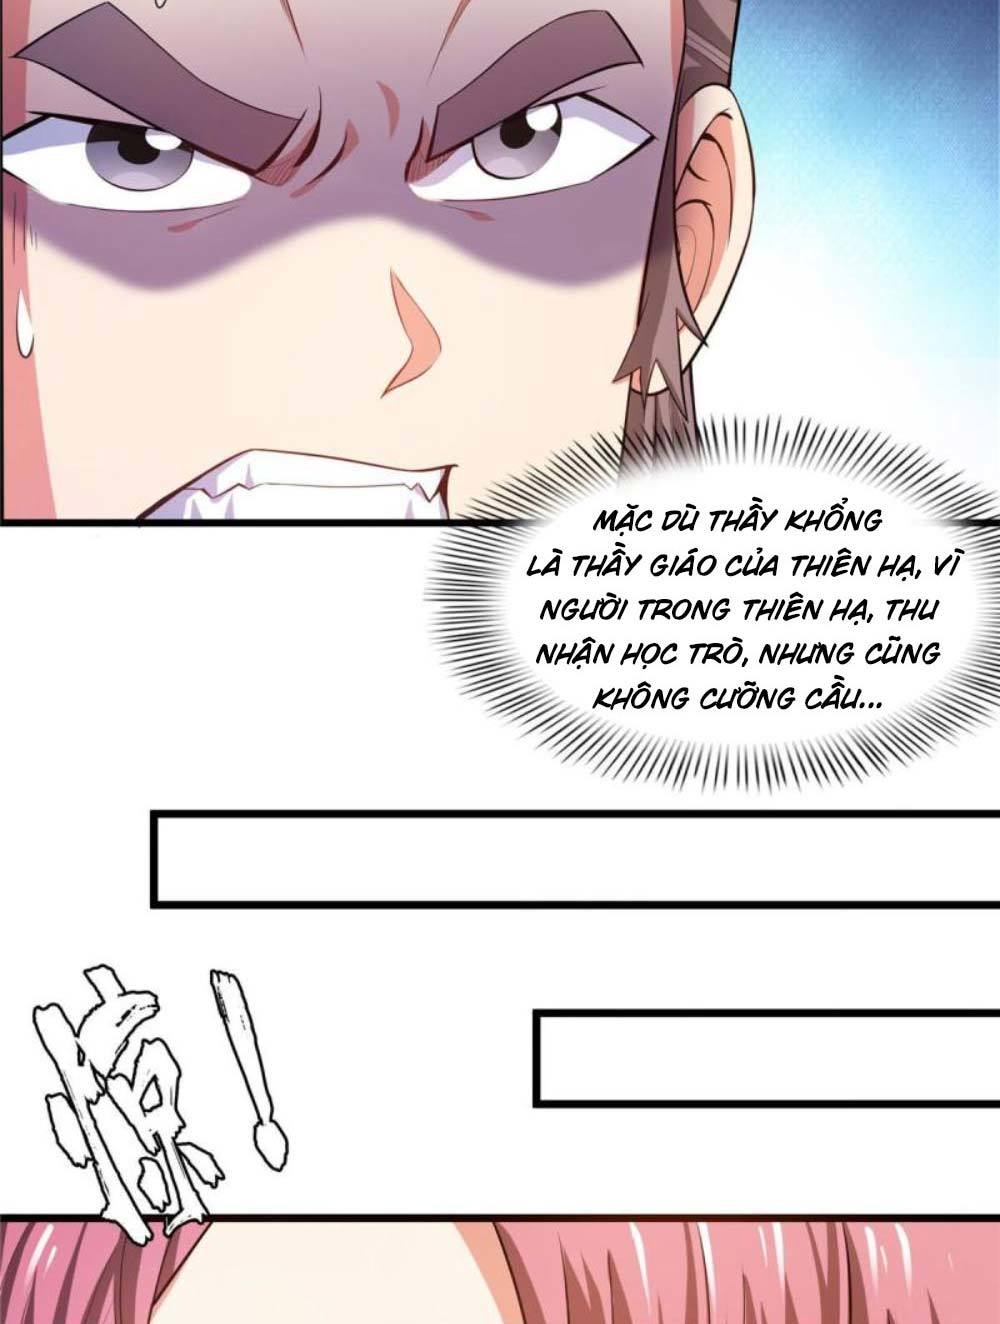 MẶC DÙ THẦY KHỔNG
LÀ THẦY GIÁO CỦA THIÊN HẠ, VÌ
NGƯỜI TRONG THIÊN HẠ, THU
NHẬN HỌC TRÒ, NHƯNG CŨNG
KHÔNG CƯỠNG CẦU...